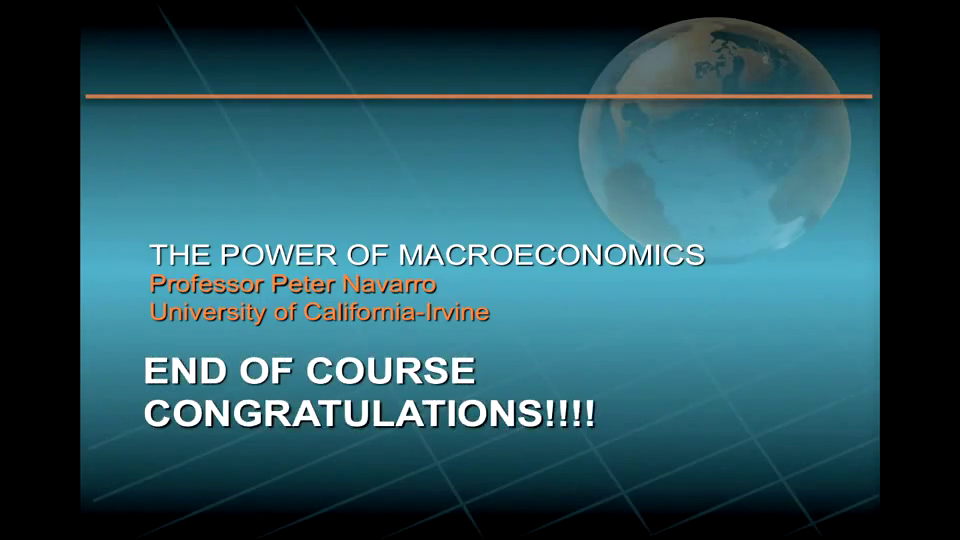 THE POWER OF MACROECONOMICS
Professor Peter Navarro
University of California-Irvine
END OF COURSE
CONGRATULATIONS!!!!